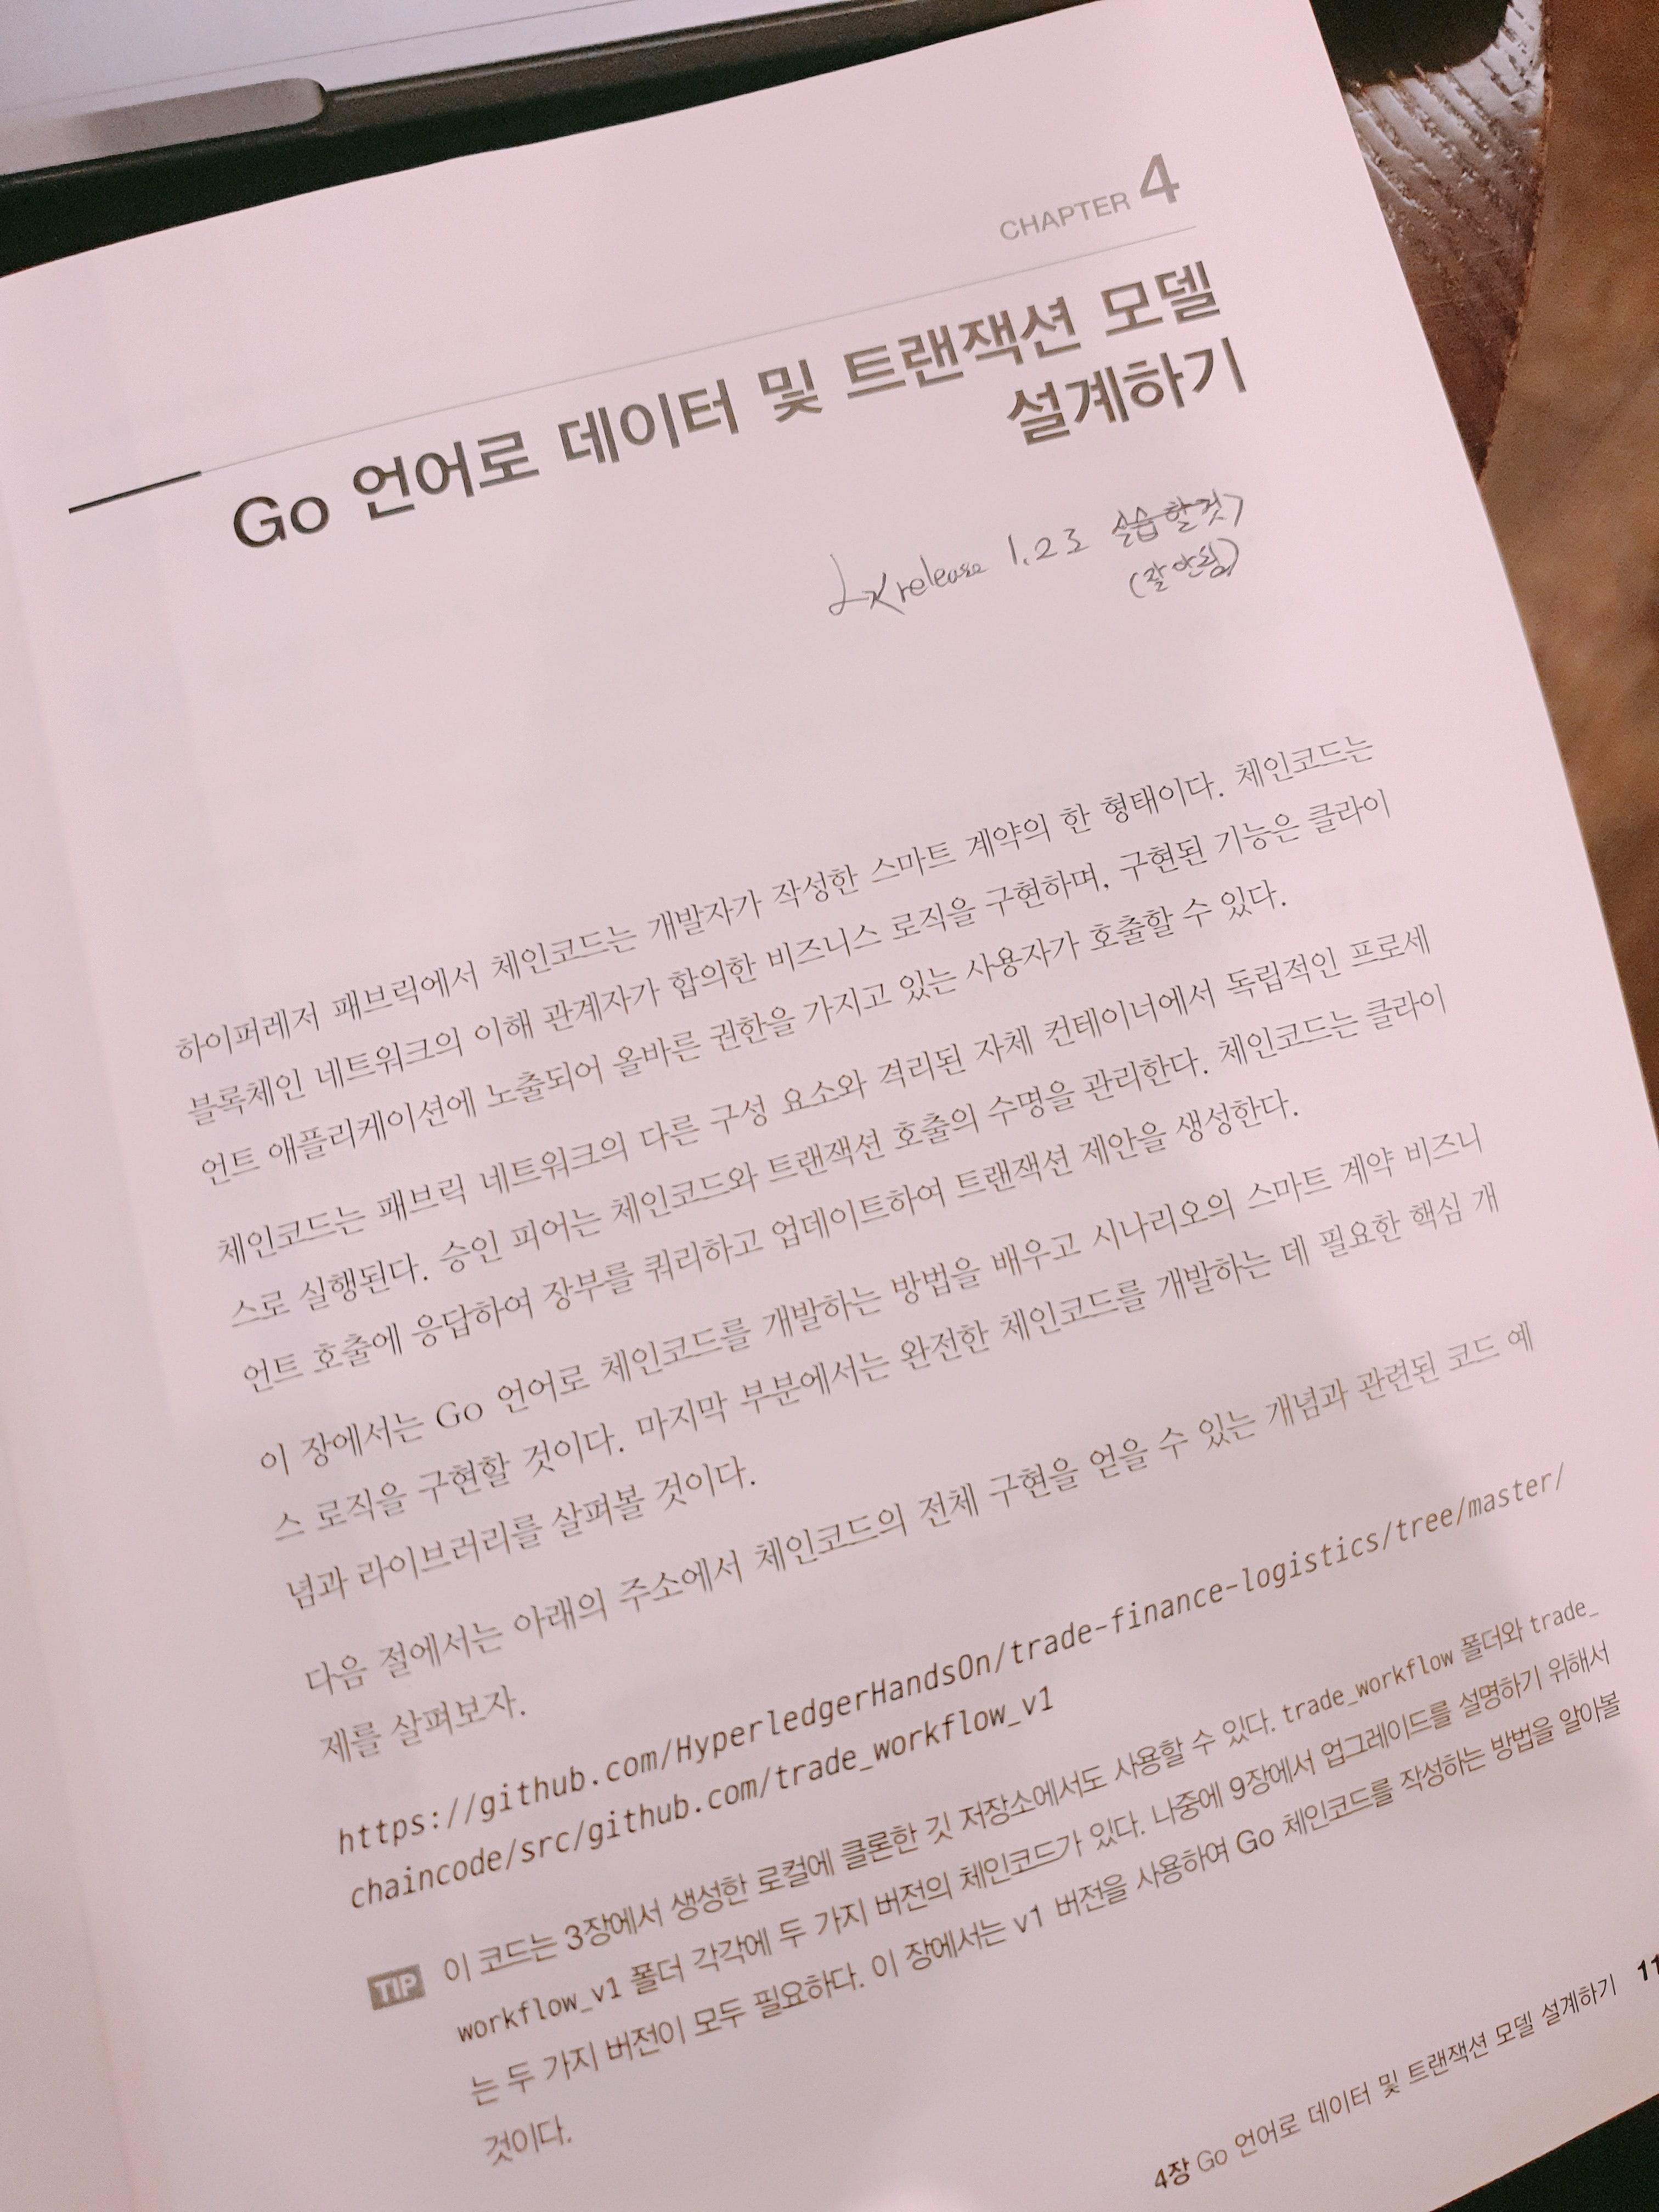 CHAPTER 4
Go 언어로 데이터 및 트랜잭션 모델
설계하기
release 1.2로 실습할것
(잘 안됨)
하이퍼레저 패브릭에서 체인코드는 개발자가 작성한 스마트 계약의 한 형태이다. 체인코드는
블록체인 네트워크의 이해 관계자가 합의한 비즈니스 로직을 구현하며, 구현된 기능은 클라이
언트 애플리케이션에 노출되어 올바른 권한을 가지고 있는 사용자가 호출할 수 있다.
체인코드는 패브릭 네트워크의 다른 구성 요소와 격리된 자체 컨테이너에서 독립적인 프로세
스로 실행된다. 승인 피어는 체인코드와 트랜잭션 호출의 수명을 관리한다. 체인코드는 클라이
언트 호출에 응답하여 장부를 쿼리하고 업데이트하여 트랜잭션 제안을 생성한다.
이 장에서는 Go 언어로 체인코드를 개발하는 방법을 배우고 시나리오의 스마트 계약 비즈니
스 로직을 구현할 것이다. 마지막 부분에서는 완전한 체인코드를 개발하는 데 필요한 핵심 개
념과 라이브러리를 살펴볼 것이다.
다음 절에서는 아래의 주소에서 체인코드의 전체 구현을 얻을 수 있는 개념과 관련된 코드 예
제를 살펴보자.
https://github.com/HyperledgerHandsOn/trade-finance-logistics/tree/master/
chaincode/src/github.com/trade_workflow_v1
TIP 이 코드는 3장에서 생성한 로컬에 클론한 깃 저장소에서도 사용할 수 있다. trade_workflow 폴더와 trade_
workflow_v1 폴더 각각에 두 가지 버전의 체인코드가 있다. 나중에 9장에서 업그레이드를 설명하기 위해서
는 두 가지 버전이 모두 필요하다. 이 장에서는 v1 버전을 사용하여 Go 체인코드를 작성하는 방법을 알아볼
것이다.
4장 Go 언어로 데이터 및 트랜잭션 모델 설계하기